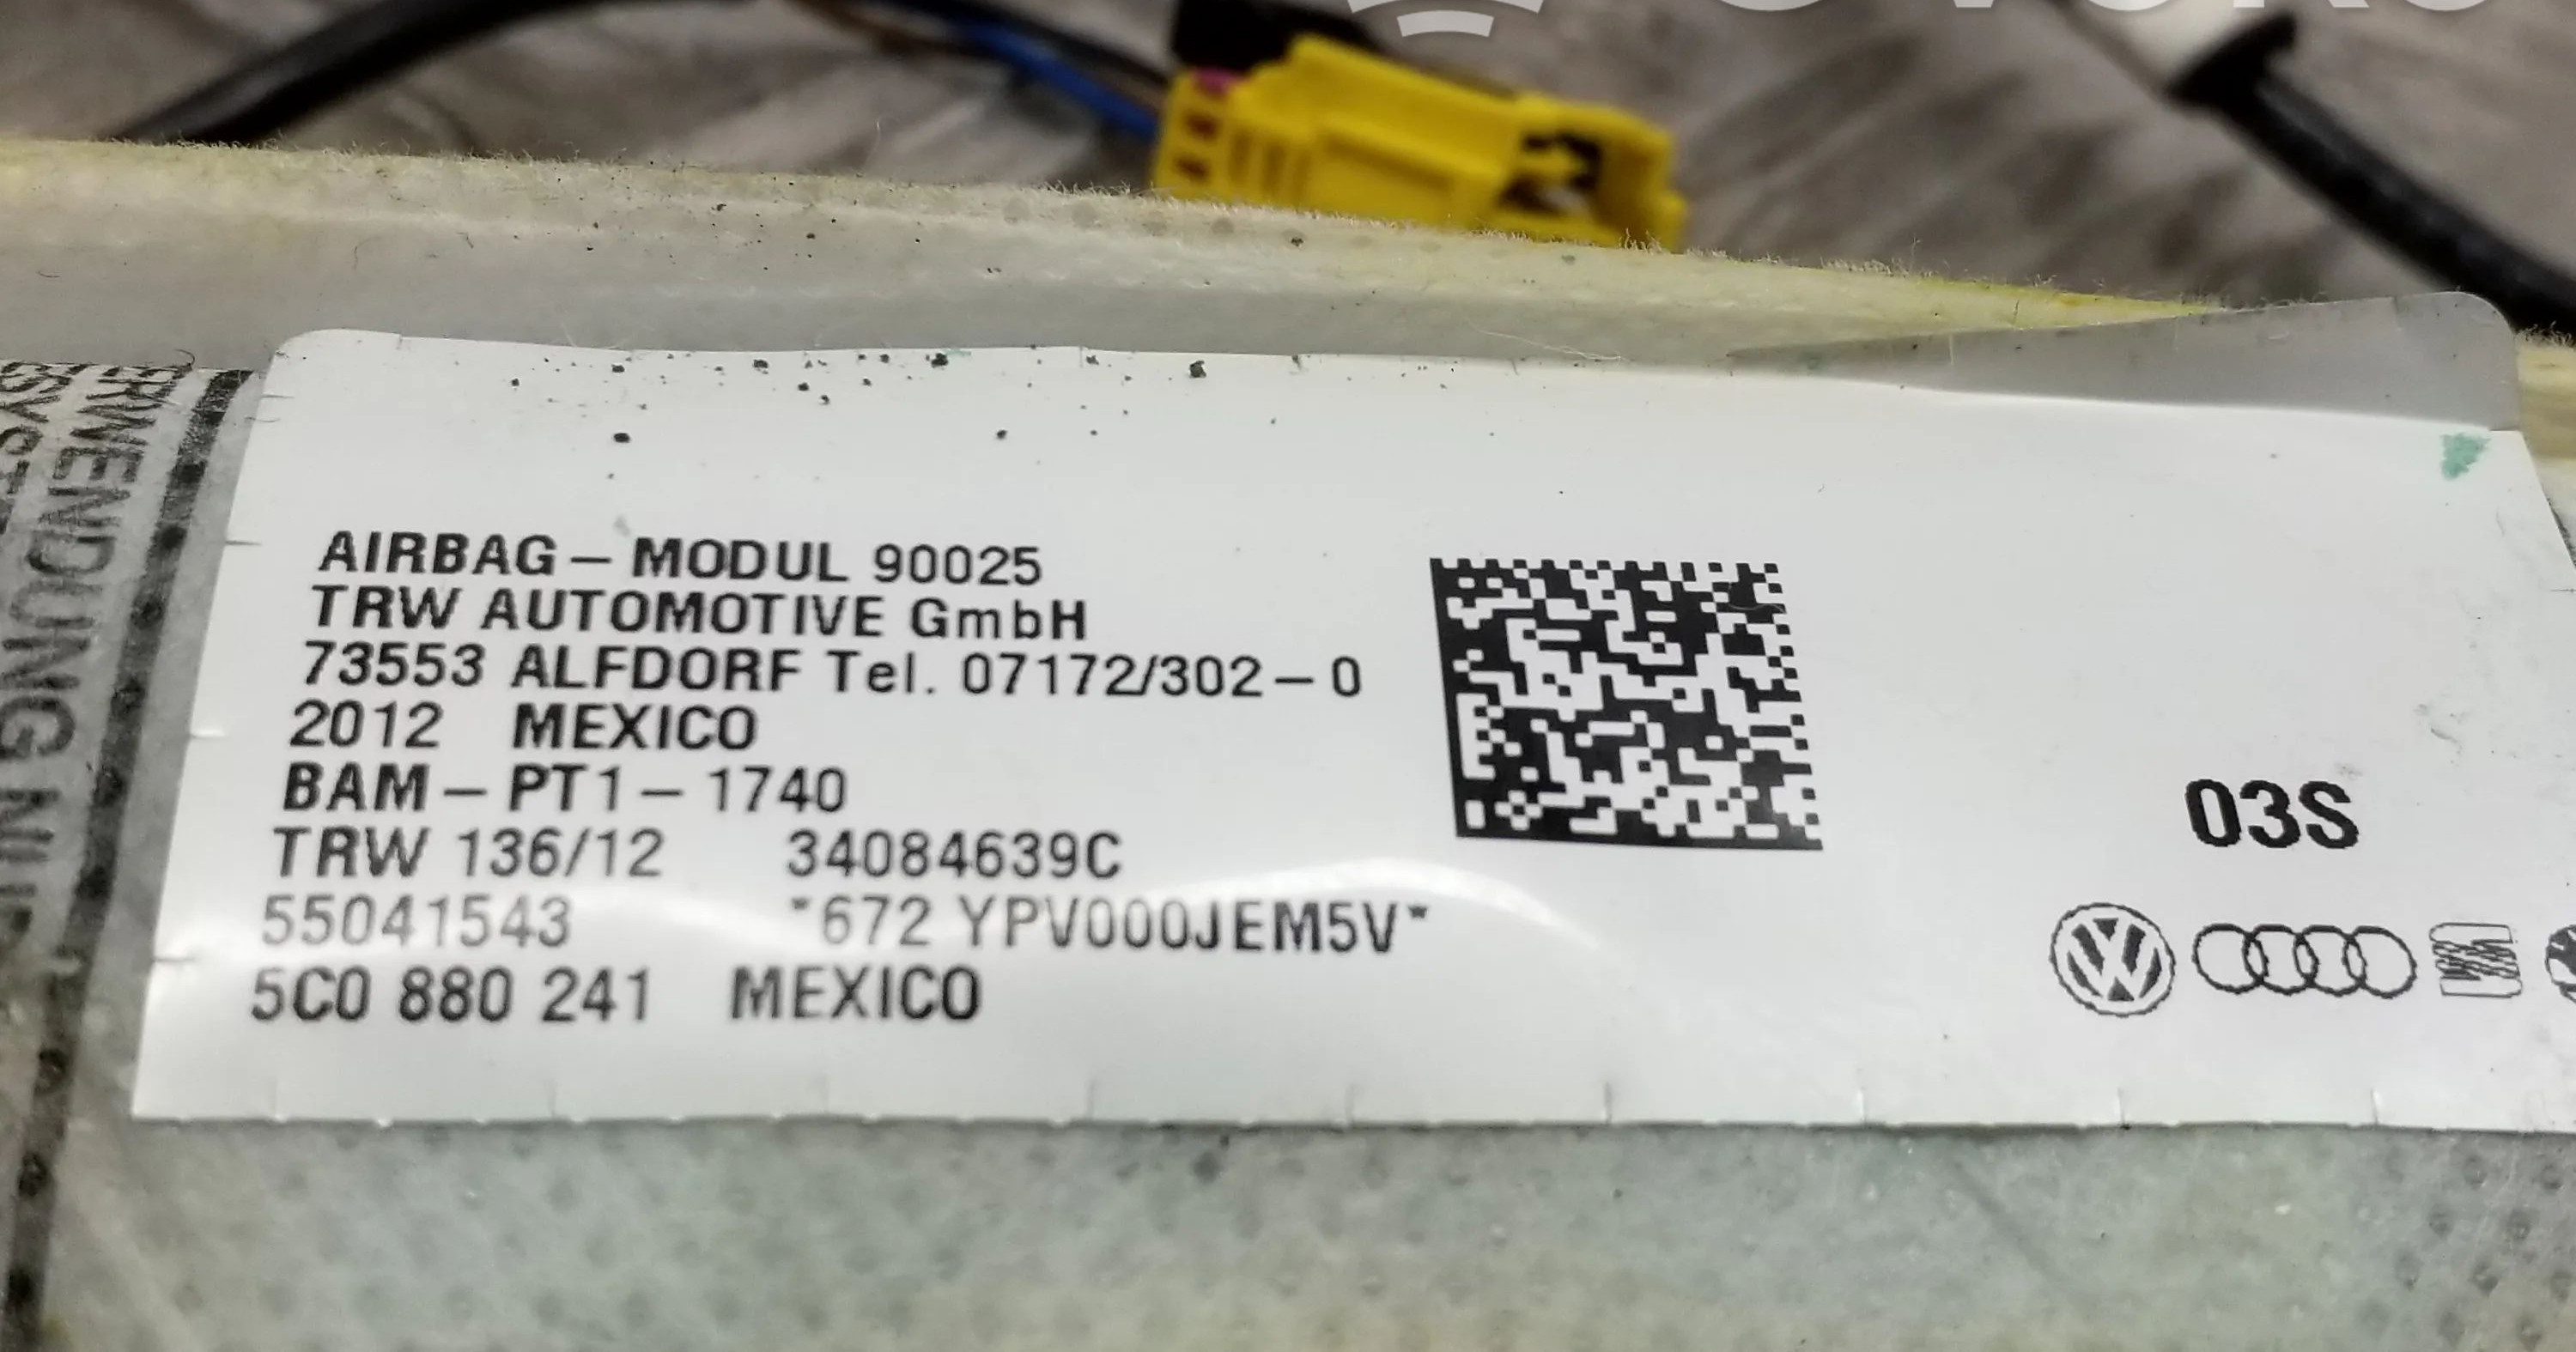 AIRBAG – MODUL 90025
TRW AUTOMOTIVE GmbH
73553 ALFDORF Tel. 07172/302 – 0
2012 MEXICO
BAM – PT1 – 1740
TRW 136/12 34084639C
55041543 *672 YPV000JEM5V*
5C0 880 241 MEXICO
03S